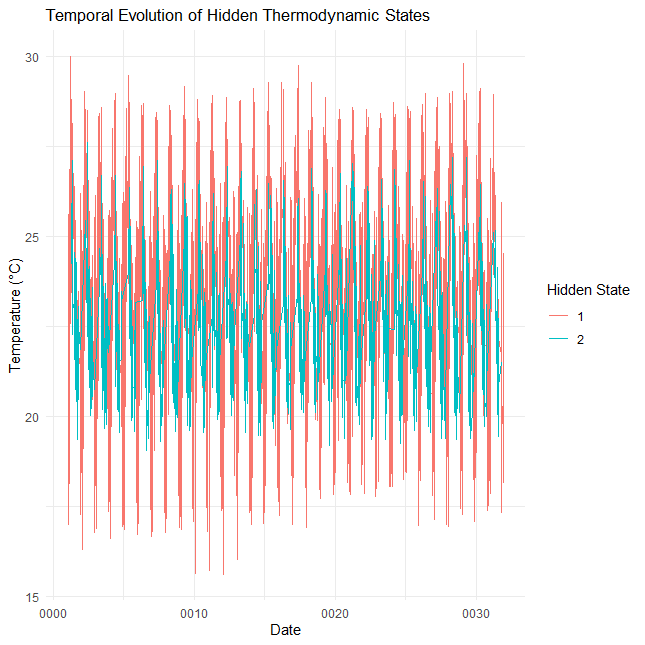 Temporal Evolution of Hidden Thermodynamic States
30
25
20
15
Temperature (°C)
0000
0010
0020
0030
Date
Hidden State
1
2